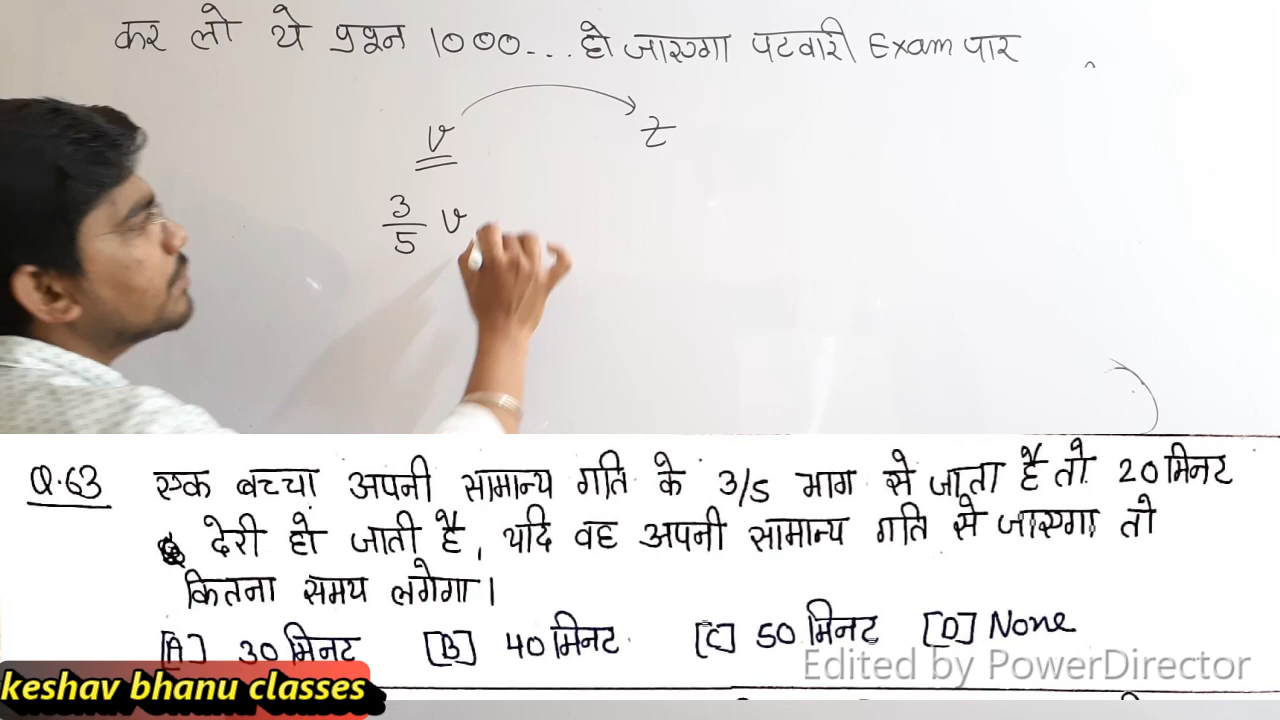 कर लो ये प्रश्न 1000... हो जाएगा पटवारी Exam पार
v t
3/5 v
Q.63 एक बच्चा अपनी सामान्य गति के 3/5 भाग से जाता है तो 20 मिनट
देरी हो जाती है, यदि वह अपनी सामान्य गति से जाएगा तो
कितना समय लगेगा।
[A] 30 मिनट [B] 40 मिनट [C] 50 मिनट [D] None
Edited by PowerDirector
keshav bhanu classes